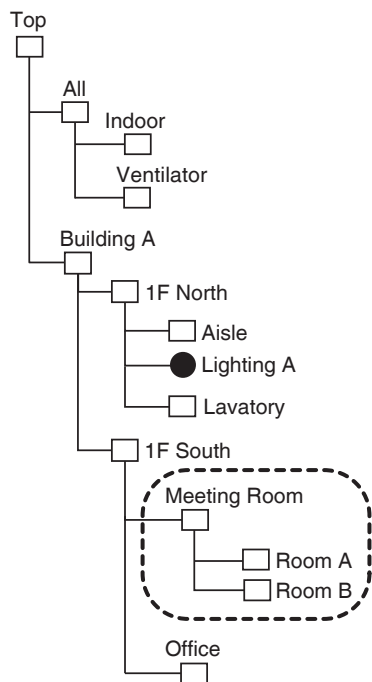 Top
All
Indoor
Ventilator
Building A
1F North
Aisle
Lighting A
Lavatory
1F South
Meeting Room
Room A
Room B
Office